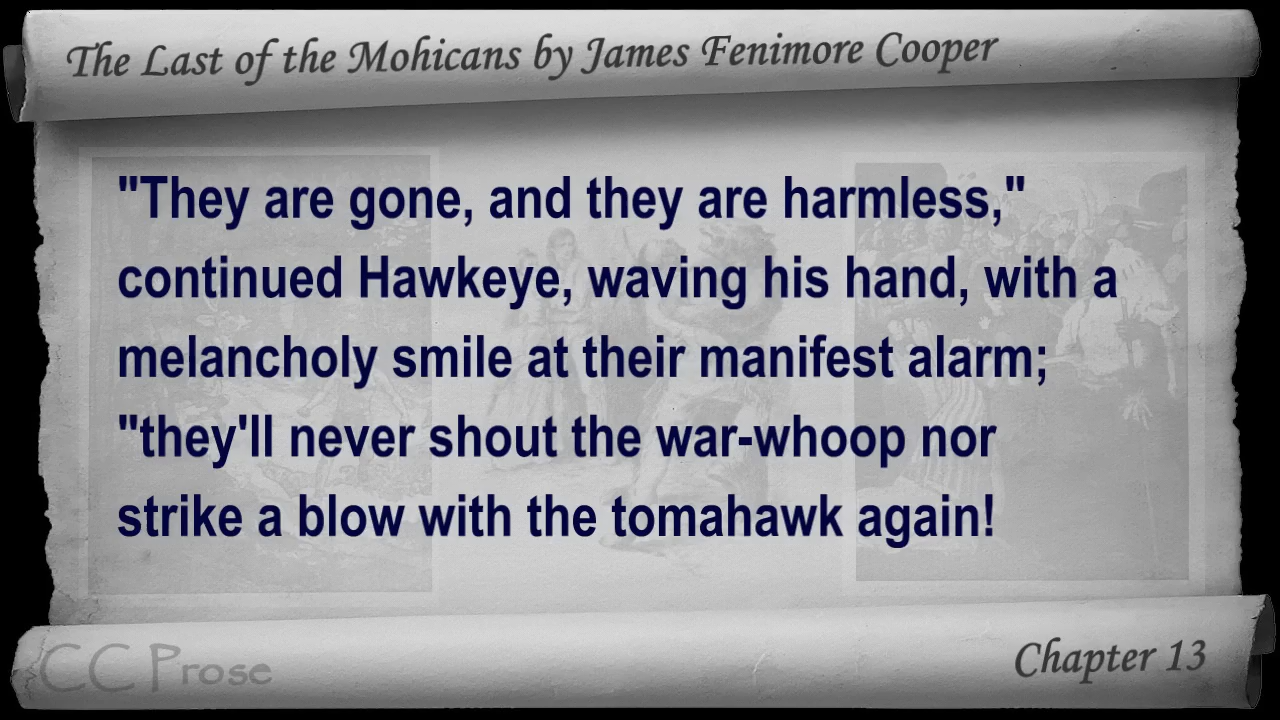 The Last of the Mohicans by James Fenimore Cooper
"They are gone, and they are harmless,"
continued Hawkeye, waving his hand, with a
melancholy smile at their manifest alarm;
"they'll never shout the war-whoop nor
strike a blow with the tomahawk again!
CC Prose
Chapter 13